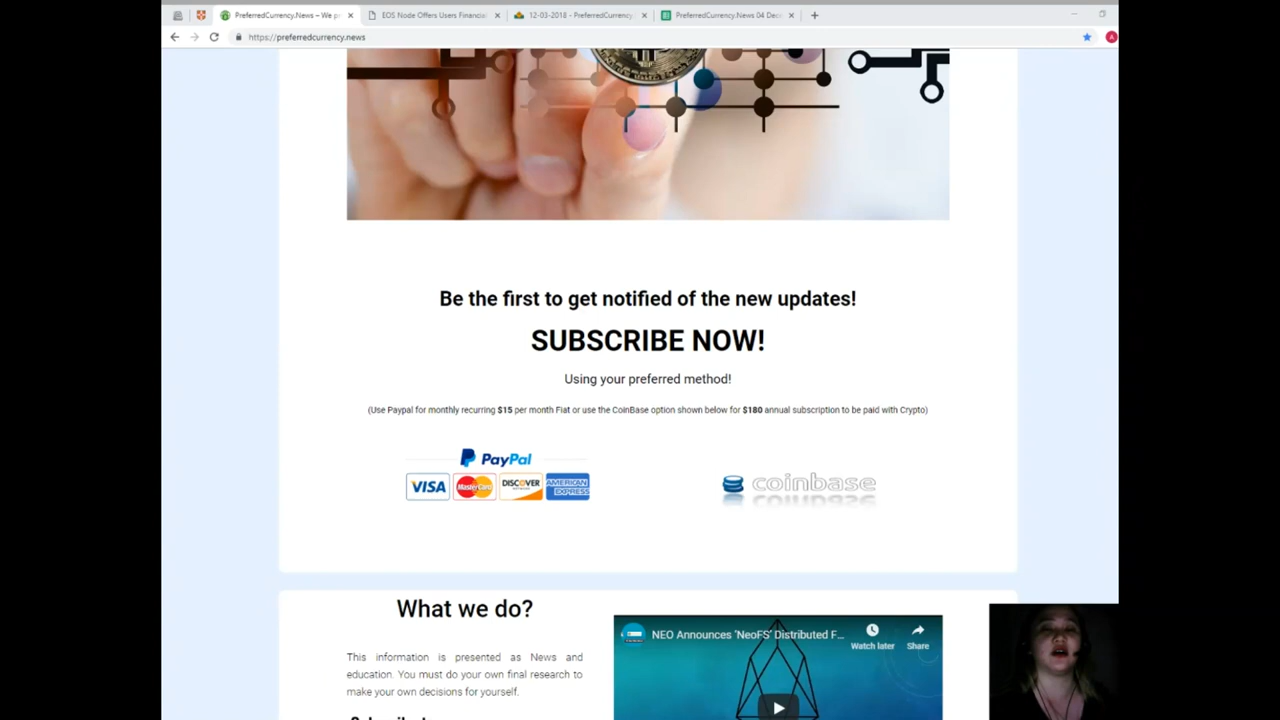 PreferredCurrency.News – We pr
EOS Node Offers Users Financial
12-03-2018 - PreferredCurrency.
PreferredCurrency.News 04 Dec
https://preferredcurrency.news
Be the first to get notified of the new updates!
SUBSCRIBE NOW!
Using your preferred method!
(Use Paypal for monthly recurring $15 per month Fiat or use the CoinBase option shown below for $180 annual subscription to be paid with Crypto)
PayPal
VISA MasterCard DISCOVER AMERICAN EXPRESS
coinbase
What we do?
This information is presented as News and
education. You must do your own final research to
make your own decisions for yourself.
NEO Announces 'NeoFS' Distributed F...
Watch later
Share